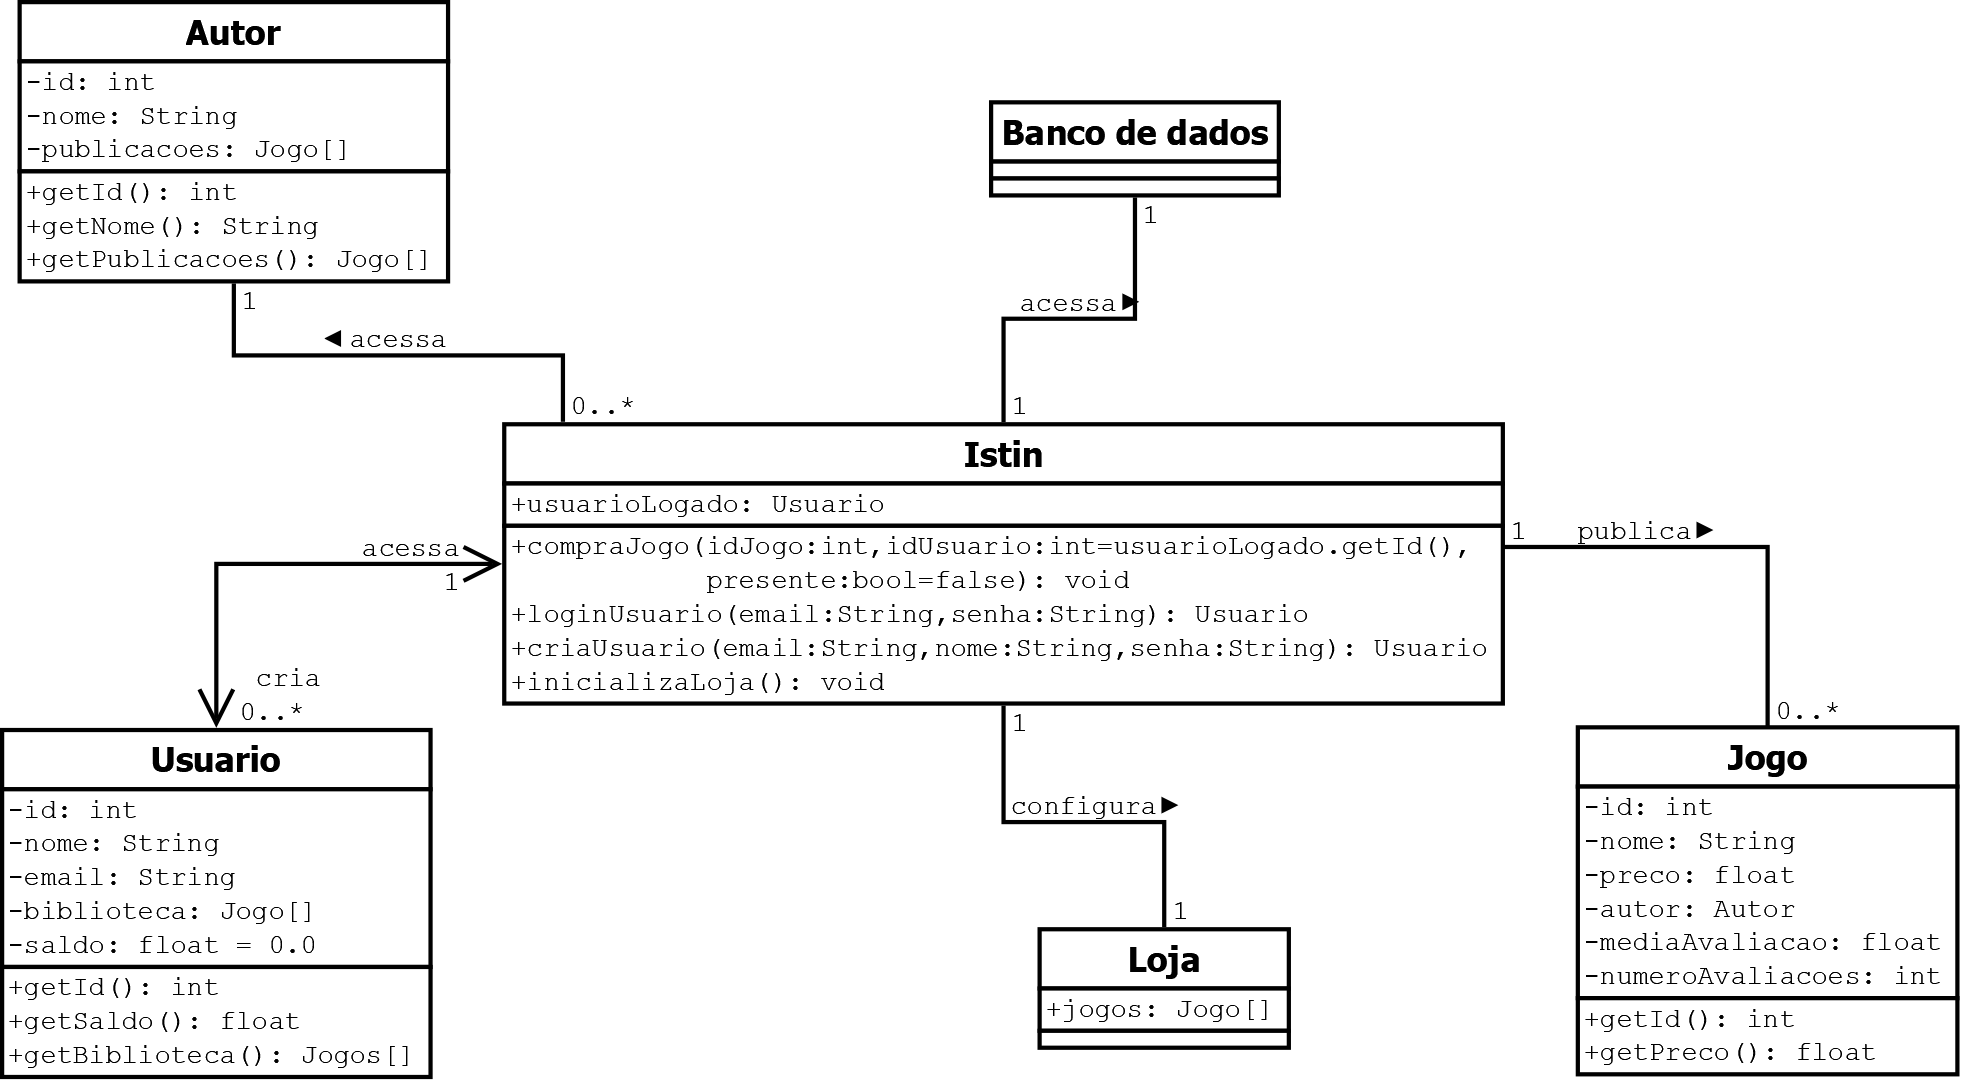 Autor
-id: int
-nome: String
-publicacoes: Jogo[]
+getId(): int
+getNome(): String
+getPublicacoes(): Jogo[]
1
◄ acessa
0..*
Banco de dados
1
acessa►
1
Istin
+usuarioLogado: Usuario
+compraJogo(idJogo:int,idUsuario:int=usuarioLogado.getId(),
presente:bool=false): void
+loginUsuario(email:String,senha:String): Usuario
+criaUsuario(email:String,nome:String,senha:String): Usuario
+inicializaLoja(): void
acessa
1
cria
0..*
Usuario
-id: int
-nome: String
-email: String
-biblioteca: Jogo[]
-saldo: float = 0.0
+getId(): int
+getSaldo(): float
+getBiblioteca(): Jogos[]
1
configura►
1
Loja
+jogos: Jogo[]
1
publica►
0..*
Jogo
-id: int
-nome: String
-preco: float
-autor: Autor
-mediaAvaliacao: float
-numeroAvaliacoes: int
+getId(): int
+getPreco(): float